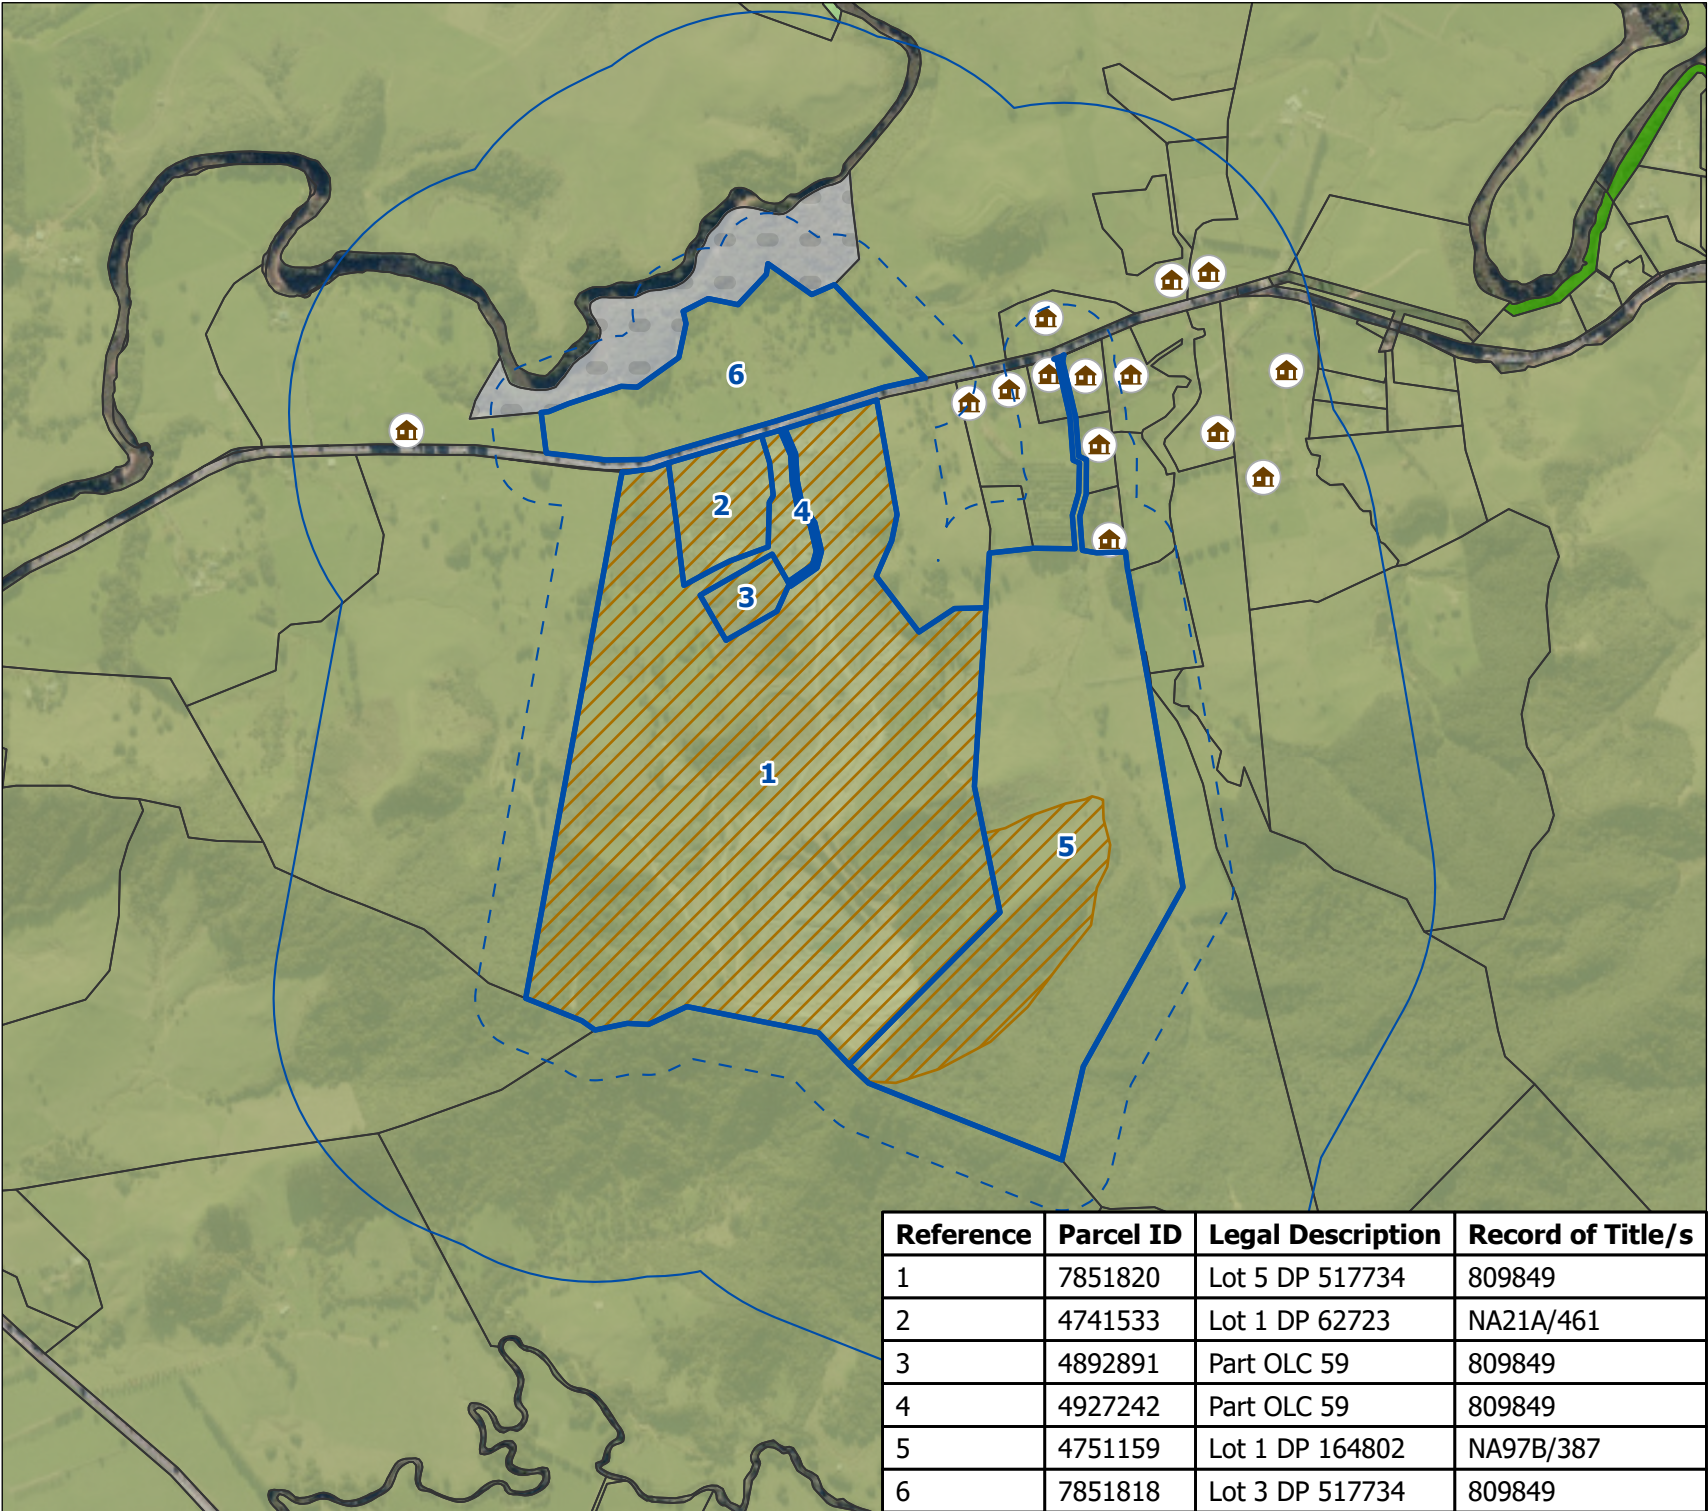 6
2
4
3
1
5
Reference Parcel ID Legal Description Record of Title/s
1 7851820 Lot 5 DP 517734 809849
2 4741533 Lot 1 DP 62723 NA21A/461
3 4892891 Part OLC 59 809849
4 4927242 Part OLC 59 809849
5 4751159 Lot 1 DP 164802 NA97B/387
6 7851818 Lot 3 DP 517734 809849